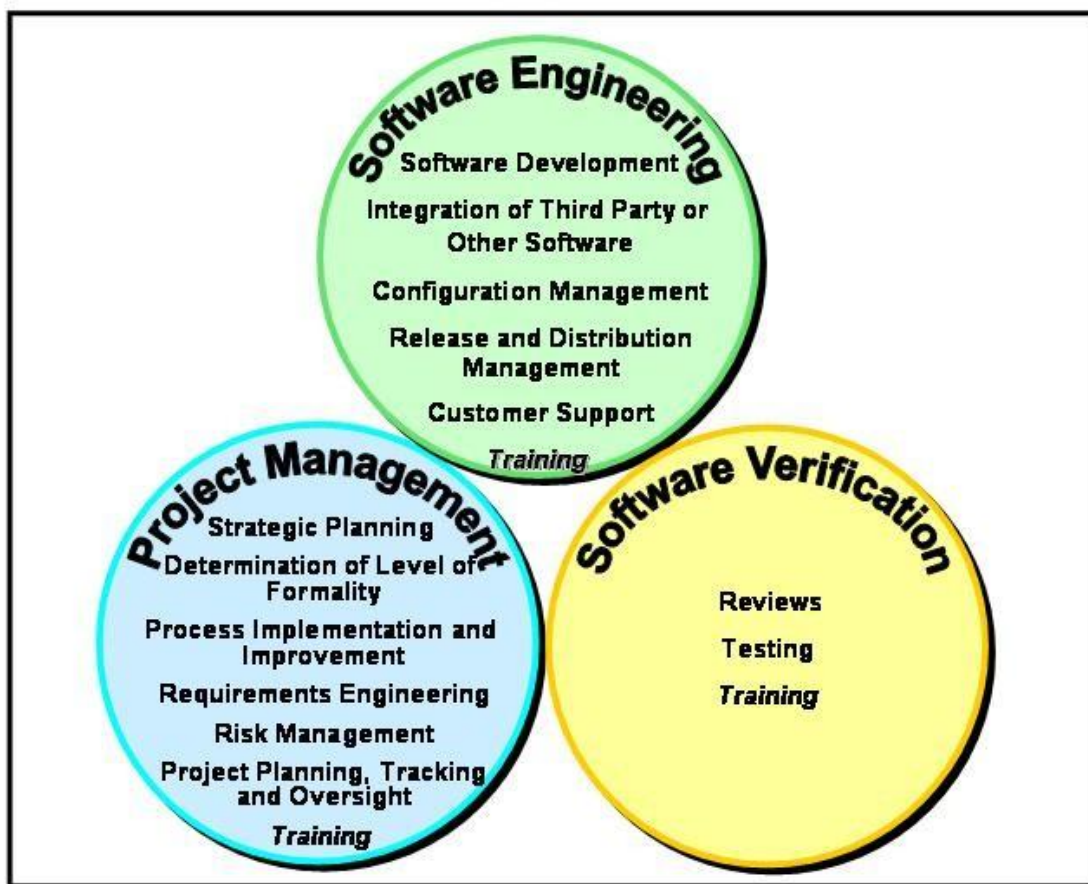 Software Engineering
Software Development
Integration of Third Party or
Other Software
Configuration Management
Release and Distribution
Management
Customer Support
Training
Project Management
Strategic Planning
Determination of Level of
Formality
Process Implementation and
Improvement
Requirements Engineering
Risk Management
Project Planning, Tracking
and Oversight
Training
Software Verification
Reviews
Testing
Training